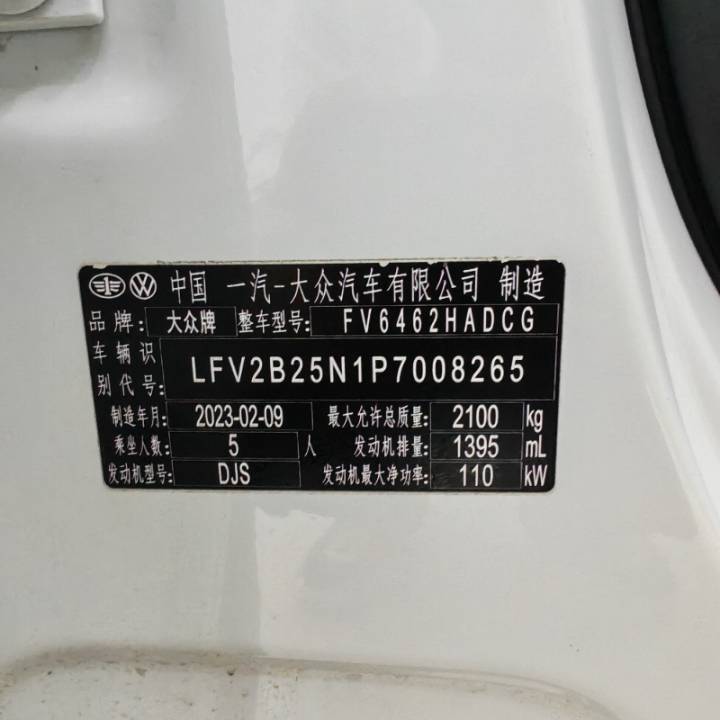 中国 一汽-大众汽车有限公司 制造
品牌: 大众牌 整车型号: FV6462HADCG
车辆识别代号: LFV2B25N1P7008265
制造年月: 2023-02-09 最大允许总质量: 2100 kg
乘坐人数: 5 人 发动机排量: 1395 mL
发动机型号: DJS 发动机最大净功率: 110 kW